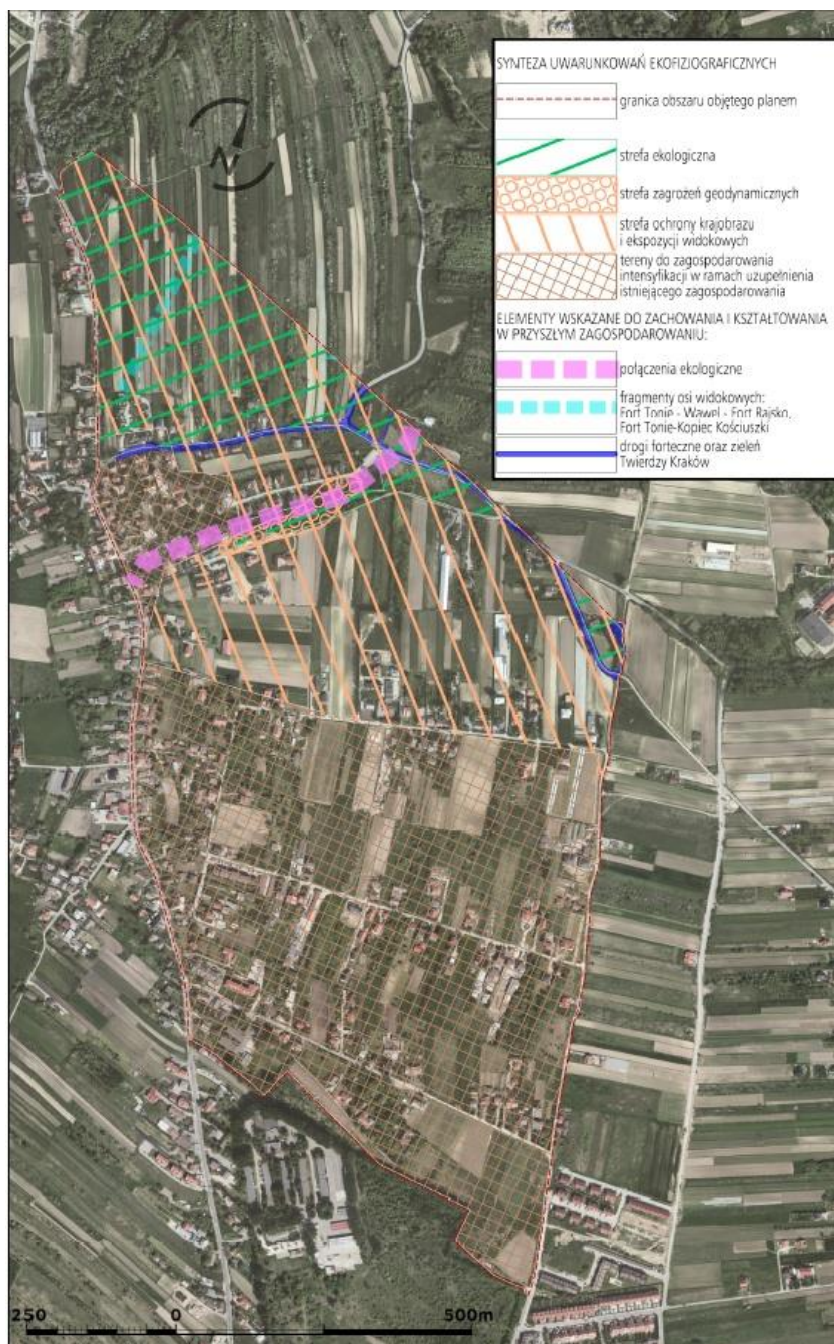 SYNTEZA UWARUNKOWAŃ EKOFIZJOGRAFICZNYCH
granica obszaru objętego planem
strefa ekologiczna
strefa zagrożeń geodynamicznych
strefa ochrony krajobrazu
i ekspozycji widokowych
tereny do zagospodarowania
intensyfikacji w ramach uzupełnienia
istniejącego zagospodarowania
ELEMENTY WSKAZANE DO ZACHOWANIA I KSZTAŁTOWANIA
W PRZYSZŁYM ZAGOSPODAROWANIU:
połączenia ekologiczne
fragmenty osi widokowych:
Fort Tonie - Wawel - Fort Rajsko,
Fort Tonie-Kopiec Kościuszki
drogi forteczne oraz zieleń
Twierdzy Kraków
N
250 0 500m